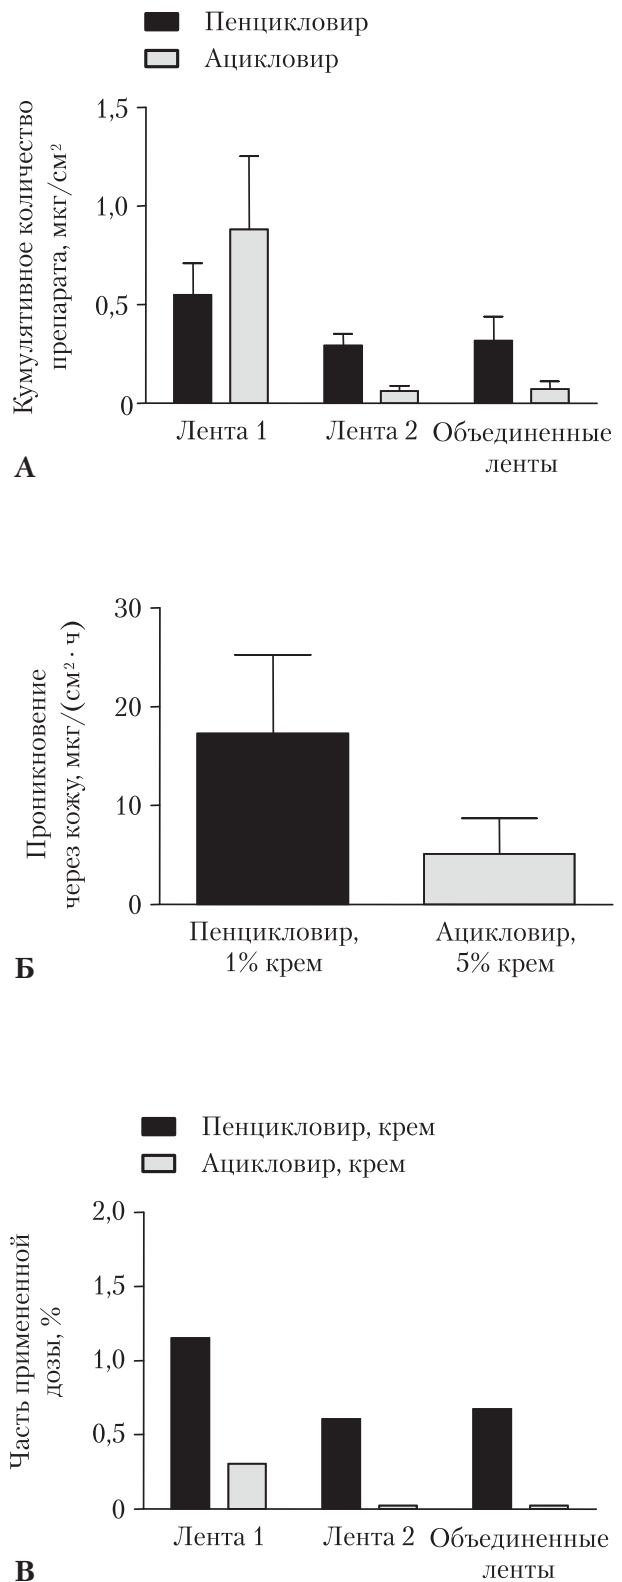 Пенцикловир
Ацикловир
Кумулятивное количество
препарата, мкг/см²
1,5
1,0
0,5
0
Лента 1
Лента 2
Объединенные
ленты
А
Проникновение
через кожу, мкг/(см² · ч)
30
20
10
0
Пенцикловир,
1% крем
Ацикловир,
5% крем
Б
Пенцикловир, крем
Ацикловир, крем
Часть примененной
дозы, %
2,0
1,5
1,0
0,5
0
Лента 1
Лента 2
Объединенные
ленты
В